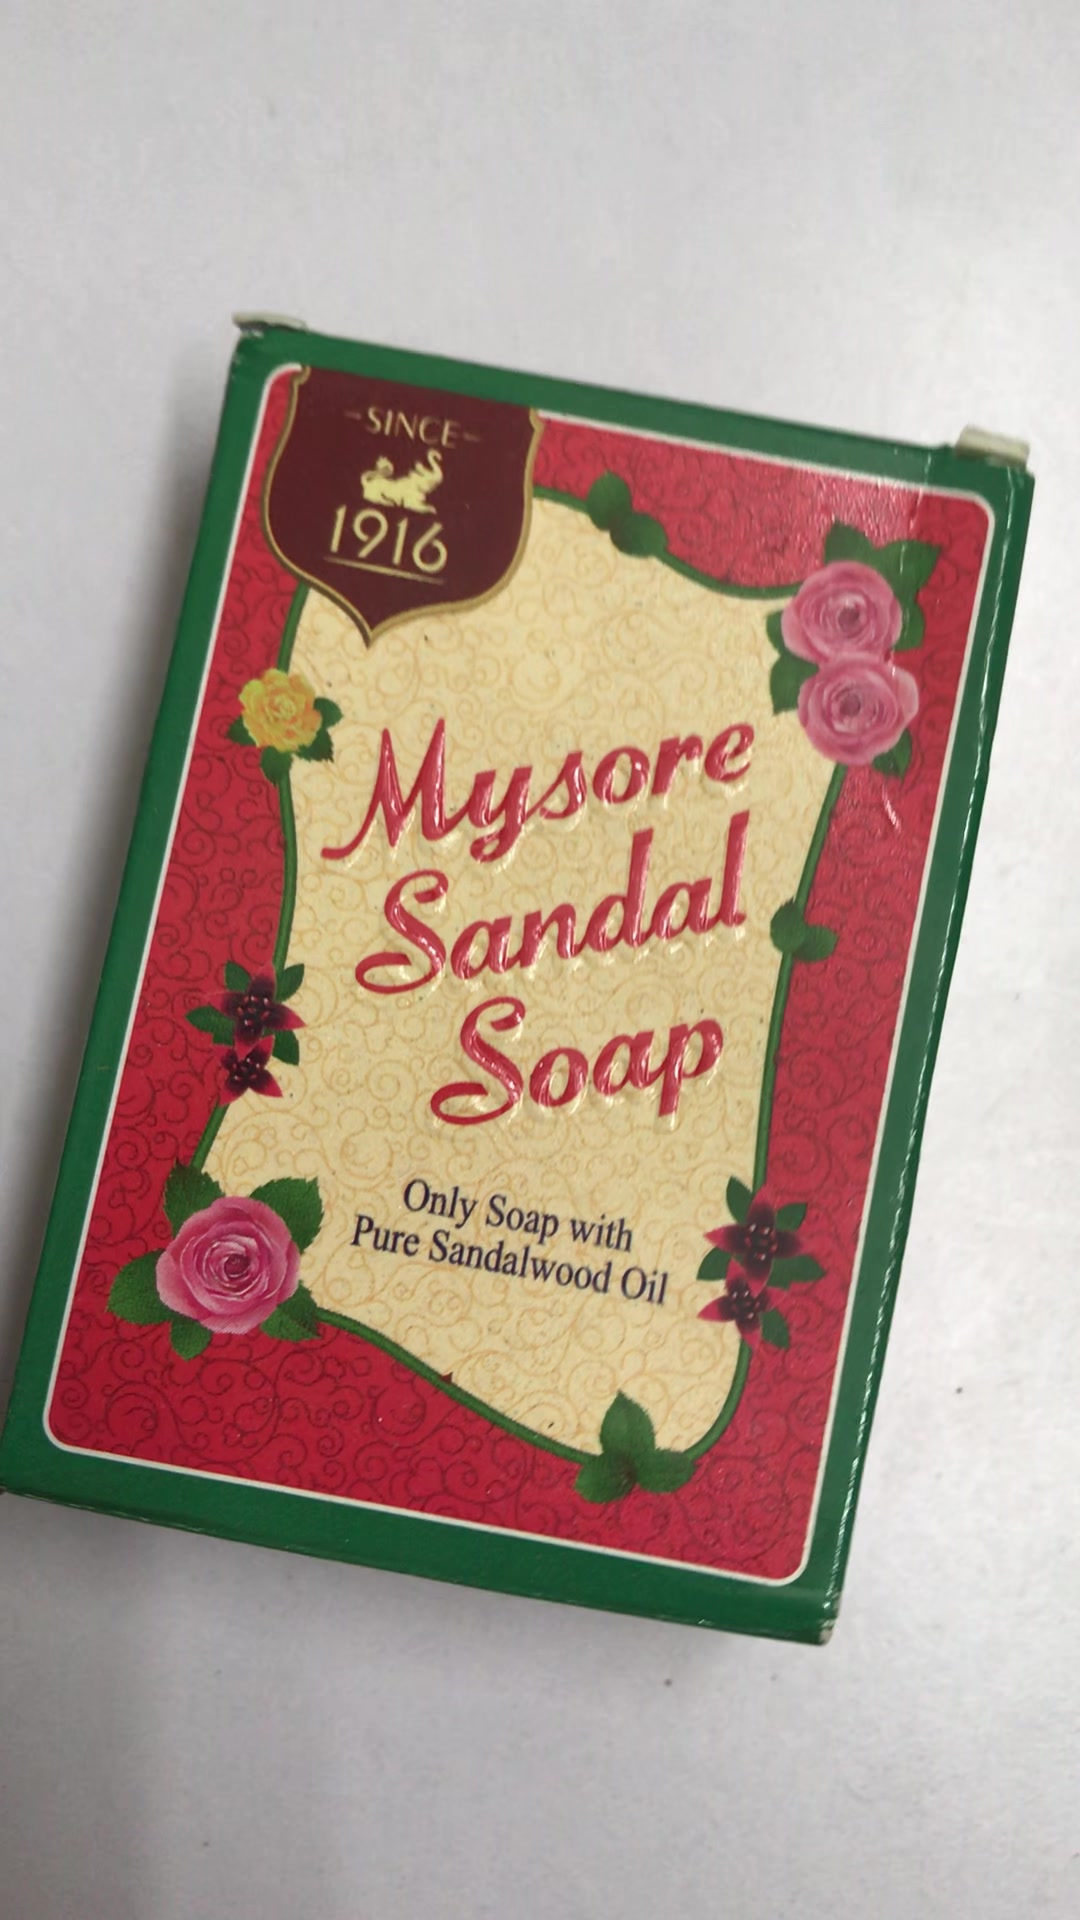 -SINCE-
1916
Mysore
Sandal
Soap
Only Soap with
Pure Sandalwood Oil